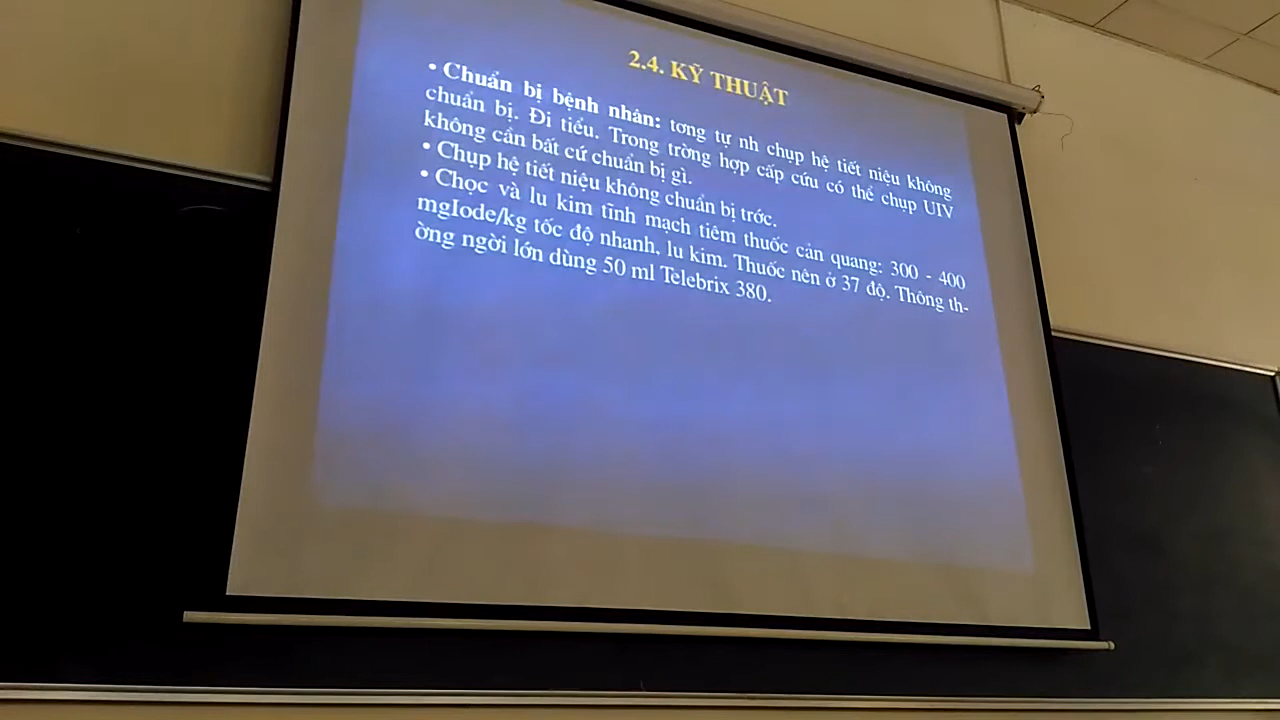 2.4. KỸ THUẬT
• Chuẩn bị bệnh nhân: tơng tự nh chụp hệ tiết niệu không
chuẩn bị. Đi tiểu. Trong trờng hợp cấp cứu có thể chụp UIV
không cần bất cứ chuẩn bị gì.
• Chụp hệ tiết niệu không chuẩn bị trớc.
• Chọc và lu kim tĩnh mạch tiêm thuốc cản quang: 300 - 400
mgIode/kg tốc độ nhanh, lu kim. Thuốc nên ở 37 độ. Thông th-
ờng ngời lớn dùng 50 ml Telebrix 380.